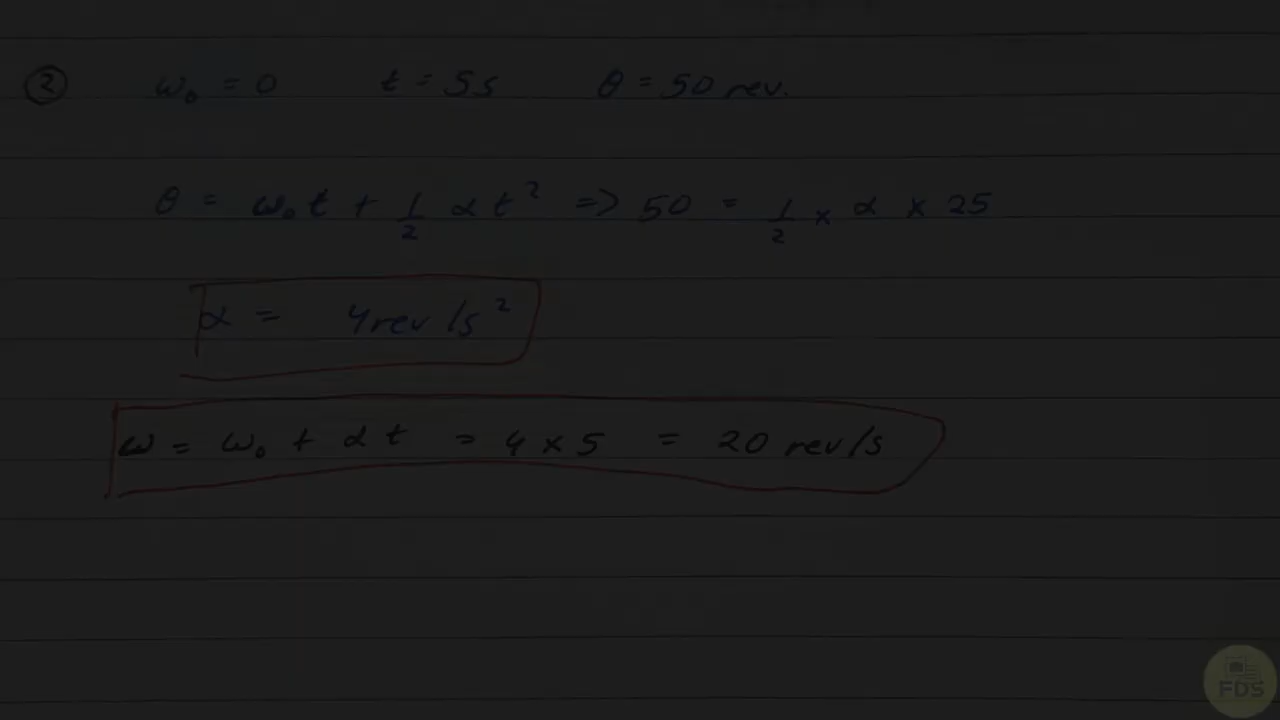 ② ω₀ = 0 t = 5s θ = 50 rev.
θ = ω₀t + 1/2 αt² => 50 = 1/2 × α × 25
α = 4rev/s²
ω = ω₀ + αt = 4 × 5 = 20 rev/s
FDS